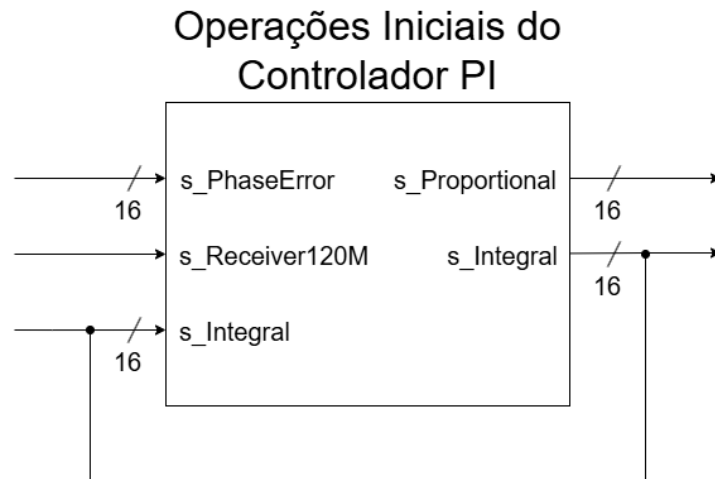 Operações Iniciais do
Controlador PI
s_PhaseError s_Proportional
16 16
s_Receiver120M s_Integral
16
s_Integral
16